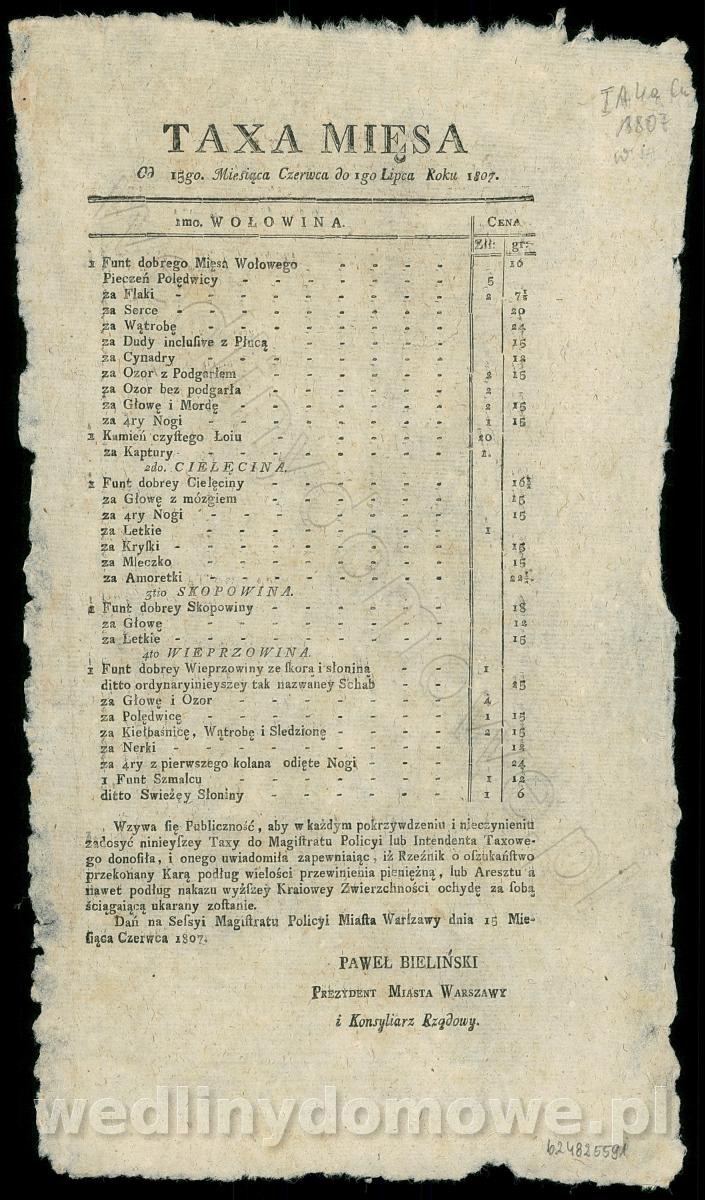 I A 4a Cu
1807
TAXA MIĘSA
Od 15go. Miesiąca Czerwca do 1go Lipca Roku 1807.
1mo. WOŁOWINA. CENA
Zlł: gr:
1 Funt dobrego Mięsa Wołowego - - - - - 16
Pieczeń Polędwicy - - - - - 5
za Flaki - - - - - 2 7½
za Serce - - - - - 20
za Wątrobę - - - - - 24
za Dudy incluſive z Płucą - - - - - 15
za Cynadry - - - - - 12
za Ozor z Podgarłem - - - - - 2 15
za Ozor bez podgarła - - - - - 2
za Głowę i Mordę - - - - - 2 15
za 4ry Nogi - - - - - 1 15
1 Kamień czyſtego Łoiu - - - - - 20
za Kaptury - - - - - 1.
2do. CIELĘCINA.
1 Funt dobrey Cielęciny - - - - - 16½
za Głowę z mózgiem - - - - - 15
za 4ry Nogi - - - - - 15
za Letkie - - - - - 1
za Kryſki - - - - - 15
za Mleczko - - - - - 15
za Amoretki - - - - - 22½
3tio SKOPOWINA.
1 Funt dobrey Skopowiny - - - - - 18
za Głowę - - - - - 12
za Letkie - - - - - 15
4to WIEPRZOWINA.
1 Funt dobrey Wieprzowiny ze ſkorą i słoniną - - 1
ditto ordynaryinieyszey tak nazwaney Schab - - 25
za Głowę i Ozor - - - - - 4
za Polędwicę - - - - - 1 15
za Kiełbaśnicę, Wątrobę i Sledzionę - - - - 2 15
za Nerki - - - - - 12
za 4ry z pierwszego kolana odięte Nogi - - - 24
1 Funt Szmalcu - - - - - 1 12
ditto Swieżey Słoniny - - - - - 1 6
Wzywa ſię Publiczność, aby w każdym pokrzywdzeniu i nieczynieniu
zadosyć ninieyſzey Taxy do Magiſtratu Policyi lub Intendenta Taxowe-
go donoſiła, i onego uwiadomiła zapewniaiąc, iż Rzeźnik o oſzukańſtwo
przekonany Karą podług wielości przewinienia pieniężną, lub Aresztu a
nawet podług nakazu wyższey Kraiowey Zwierzchności ochydę za ſobą
ściągaiącą ukarany zoſtanie.
Dań na Seſsyi Magiſtratu Policyi Miaſta Warſzawy dnia 15 Mie-
ſiąca Czerwca 1807.
PAWEŁ BIELIŃSKI
PREZYDENT MIASTA WARSZAWY
i Konsyliarz Rządowy.
wedlinydomowe.pl
b24825591